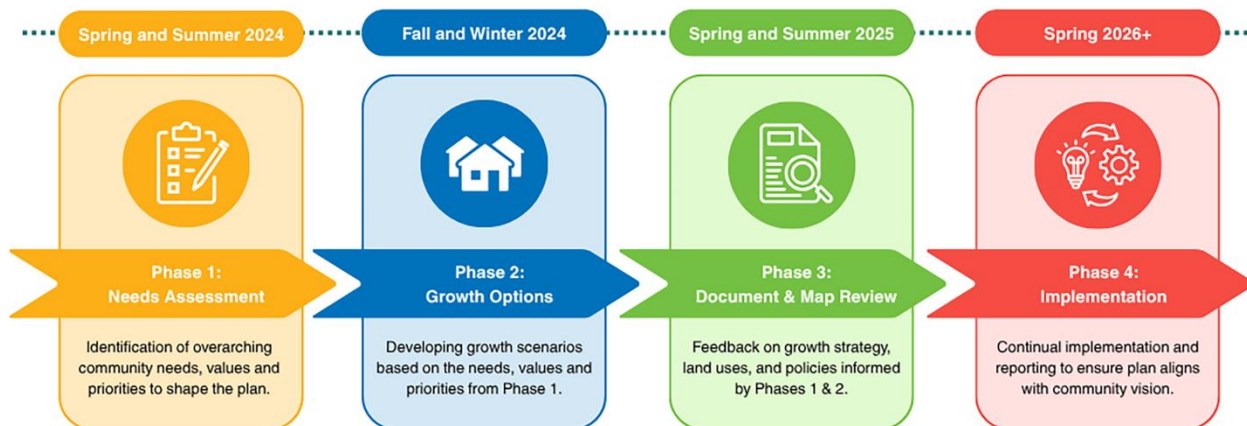 Spring and Summer 2024
Fall and Winter 2024
Spring and Summer 2025
Spring 2026+
Phase 1:
Needs Assessment
Phase 2:
Growth Options
Phase 3:
Document & Map Review
Phase 4:
Implementation
Identification of overarching
community needs, values and
priorities to shape the plan.
Developing growth scenarios
based on the needs, values and
priorities from Phase 1.
Feedback on growth strategy,
land uses, and policies informed
by Phases 1 & 2.
Continual implementation and
reporting to ensure plan aligns
with community vision.